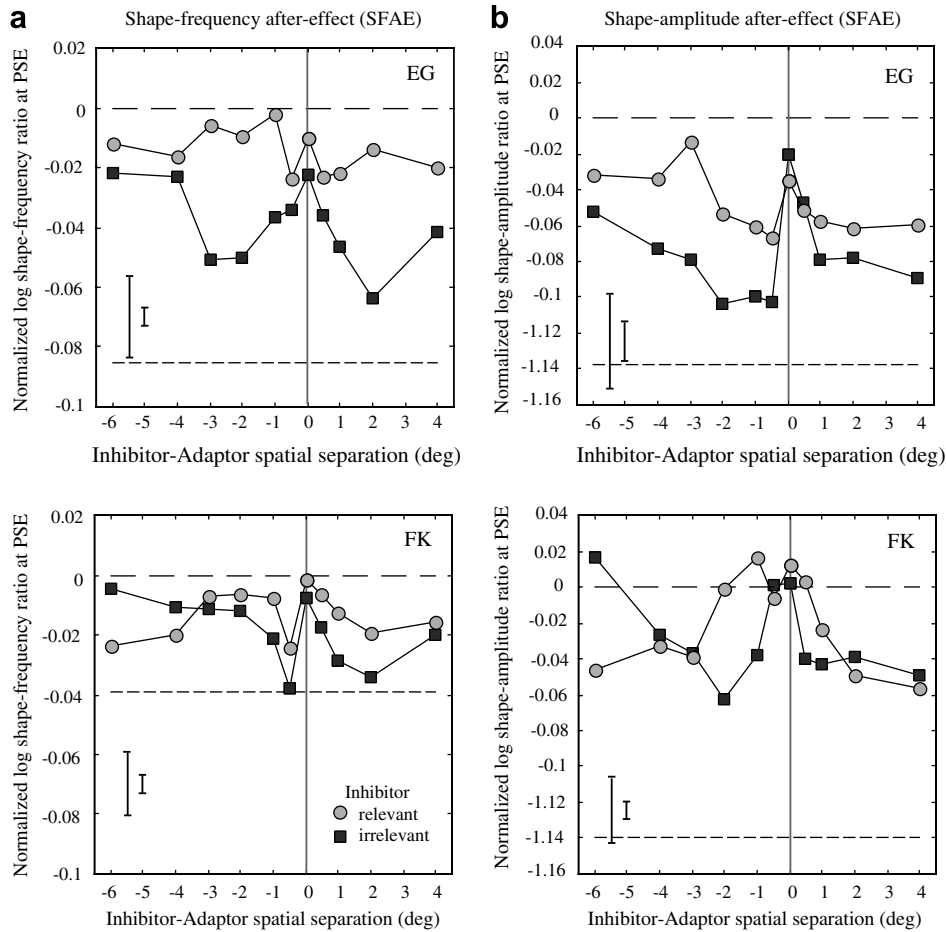 a
Shape-frequency after-effect (SFAE)
Normalized log shape-frequency ratio at PSE
EG
0.02
0
-0.02
-0.04
-0.06
-0.08
-0.1
-6 -5 -4 -3 -2 -1 0 1 2 3 4
Inhibitor-Adaptor spatial separation (deg)
b
Shape-amplitude after-effect (SFAE)
Normalized log shape-amplitude ratio at PSE
EG
0.04
0.02
0
-0.02
-0.04
-0.06
-0.08
-0.1
-1.12
-1.14
-1.16
-6 -5 -4 -3 -2 -1 0 1 2 3 4
Inhibitor-Adaptor spatial separation (deg)
Normalized log shape-frequency ratio at PSE
FK
0.02
0
-0.02
-0.04
-0.06
-0.08
-0.1
Inhibitor
relevant
irrelevant
-6 -5 -4 -3 -2 -1 0 1 2 3 4
Inhibitor-Adaptor spatial separation (deg)
Normalized log shape-amplitude ratio at PSE
FK
0.04
0.02
0
-0.02
-0.04
-0.06
-0.08
-0.1
-1.12
-1.14
-1.16
-6 -5 -4 -3 -2 -1 0 1 2 3 4
Inhibitor-Adaptor spatial separation (deg)